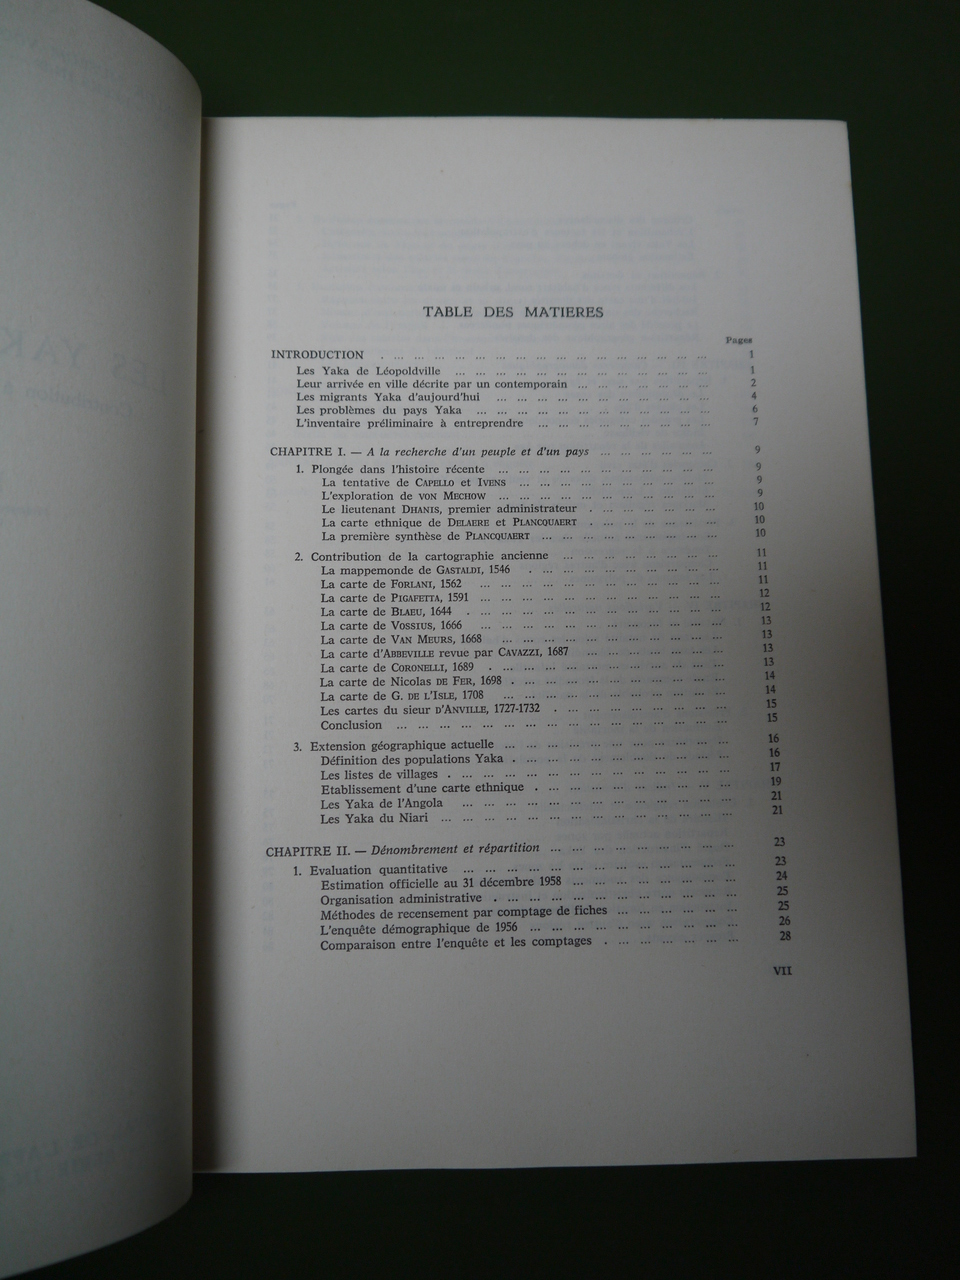 TABLE DES MATIERES
Pages
INTRODUCTION . ... ... ... ... ... ... ... ... ... ... ... ... ... ... ... ... 1
Les Yaka de Léopoldville ... ... ... ... ... ... ... ... ... ... ... ... ... 1
Leur arrivée en ville décrite par un contemporain ... ... ... ... ... ... ... 2
Les migrants Yaka d'aujourd'hui ... ... ... ... ... ... ... ... ... ... ... 4
Les problèmes du pays Yaka ... ... ... ... ... ... ... ... ... ... ... ... 6
L'inventaire préliminaire à entreprendre ... ... ... ... ... ... ... ... ... 7
CHAPITRE I. — A la recherche d'un peuple et d'un pays ... ... ... ... ... ... 9
1. Plongée dans l'histoire récente ... ... ... ... ... ... ... ... ... ... ... 9
La tentative de CAPELLO et IVENS ... ... ... ... ... ... ... ... ... ... 9
L'exploration de VON MECHOW ... ... ... ... ... ... ... ... ... ... ... 9
Le lieutenant DHANIS, premier administrateur . ... ... ... ... ... ... 10
La carte ethnique de DELAERE et PLANCQUAERT . ... ... ... ... ... ... 10
La première synthèse de PLANCQUAERT ... ... ... ... ... ... ... ... ... 10
2. Contribution de la cartographie ancienne ... ... ... ... ... ... ... ... 11
La mappemonde de GASTALDI, 1546 . ... ... ... ... ... ... ... ... ... 11
La carte de FORLANI, 1562 ... ... ... ... ... ... ... ... ... ... ... ... 11
La carte de PIGAFETTA, 1591 ... ... ... ... ... ... ... ... ... ... ... ... 12
La carte de BLAEU, 1644 . ... ... ... ... ... ... ... ... ... ... ... ... 12
La carte de VOSSIUS, 1666 ... ... ... ... ... ... ... ... ... ... ... ... 13
La carte de VAN MEURS, 1668 ... ... ... ... ... ... ... ... ... ... ... 13
La carte d'ABBEVILLE revue par CAVAZZI, 1687 ... ... ... ... ... ... ... 13
La carte de CORONELLI, 1689 . ... ... ... ... ... ... ... ... ... ... ... 13
La carte de Nicolas DE FER, 1698 . ... ... ... ... ... ... ... ... ... ... 14
La carte de G. DE L'ISLE, 1708 ... ... ... ... ... ... ... ... ... ... ... 14
Les cartes du sieur D'ANVILLE, 1727-1732 . ... ... ... ... ... ... ... ... 15
Conclusion ... ... ... ... ... ... ... ... ... ... ... ... ... ... ... ... 15
3. Extension géographique actuelle ... ... ... ... ... ... ... ... ... ... ... 16
Définition des populations Yaka . ... ... ... ... ... ... ... ... ... ... 16
Les listes de villages . ... ... ... ... ... ... ... ... ... ... ... ... ... 17
Etablissement d'une carte ethnique . ... ... ... ... ... ... ... ... ... 19
Les Yaka de l'Angola ... ... ... ... ... ... ... ... ... ... ... ... ... 21
Les Yaka du Niari ... ... ... ... ... ... ... ... ... ... ... ... ... ... 21
CHAPITRE II. — Dénombrement et répartition ... ... ... ... ... ... ... ... ... 23
1. Evaluation quantitative ... ... ... ... ... ... ... ... ... ... ... ... ... 23
Estimation officielle au 31 décembre 1958 ... ... ... ... ... ... ... ... 24
Organisation administrative . ... ... ... ... ... ... ... ... ... ... ... ... 25
Méthodes de recensement par comptage de fiches ... ... ... ... ... ... 25
L'enquête démographique de 1956 ... ... ... ... ... ... ... ... ... ... 26
Comparaison entre l'enquête et les comptages . ... ... ... ... ... ... 28
VII